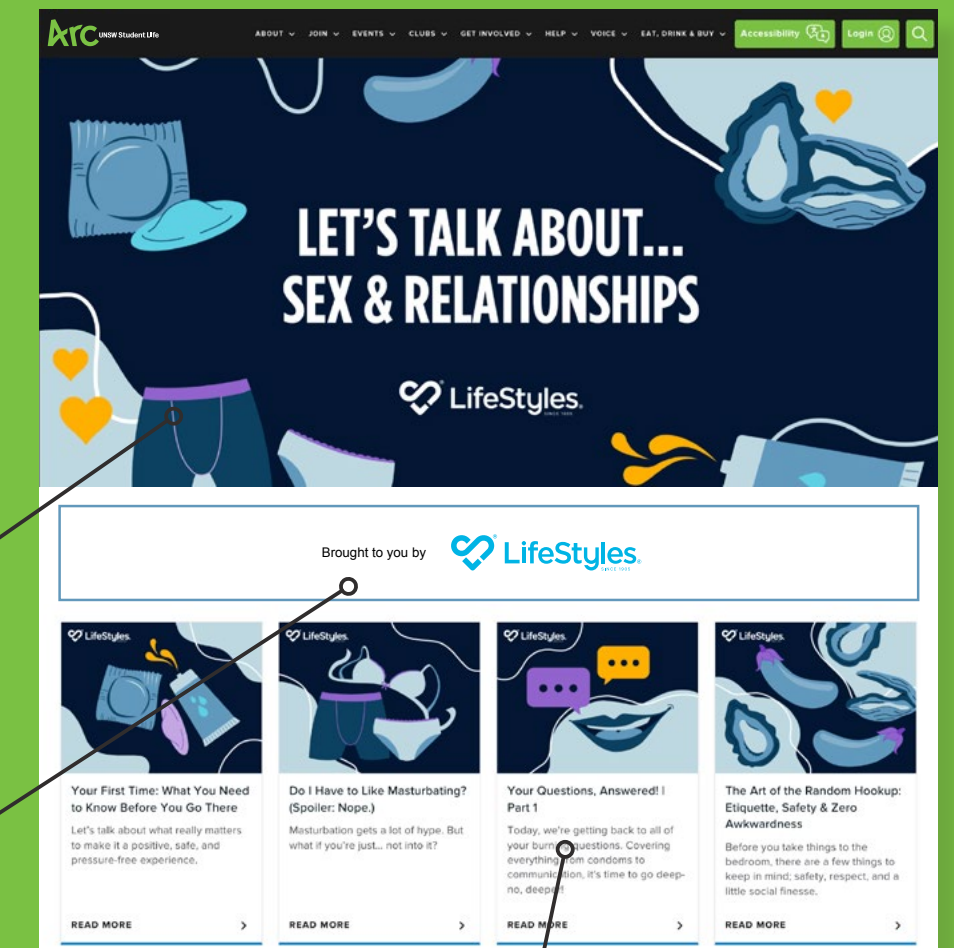 Arc UNSW Student Life
ABOUT JOIN EVENTS CLUBS GET INVOLVED HELP VOICE EAT, DRINK & BUY Accessibility Login
LET'S TALK ABOUT...
SEX & RELATIONSHIPS
LifeStyles®
Brought to you by LifeStyles®
LifeStyles®
Your First Time: What You Need
to Know Before You Go There
Let's talk about what really matters
to make it a positive, safe, and
pressure-free experience.
READ MORE
LifeStyles®
Do I Have to Like Masturbating?
(Spoiler: Nope.)
Masturbation gets a lot of hype. But
what if you're just... not into it?
READ MORE
LifeStyles®
Your Questions, Answered! |
Part 1
Today, we're getting back to all of
your burning questions. Covering
everything from condoms to
communication, it's time to go deep-
no, deeper!
READ MORE
LifeStyles®
The Art of the Random Hookup:
Etiquette, Safety & Zero
Awkwardness
Before you take things to the
bedroom, there are a few things to
keep in mind; safety, respect, and a
little social finesse.
READ MORE